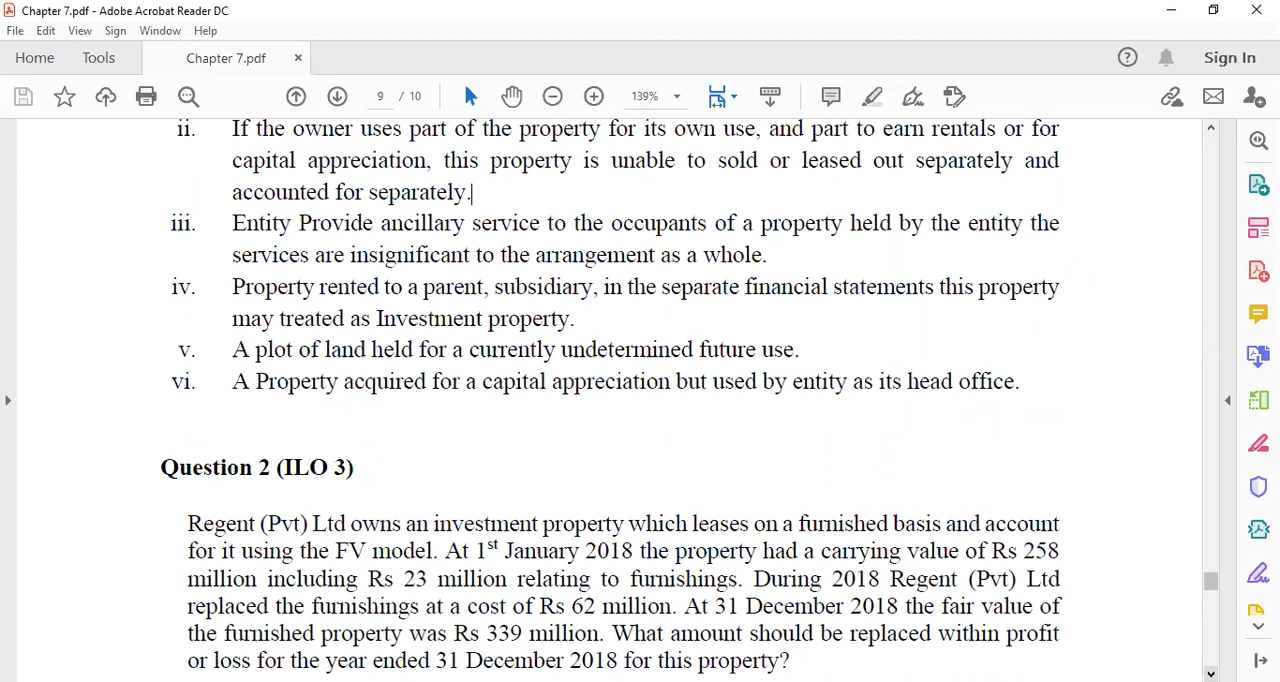 Chapter 7.pdf - Adobe Acrobat Reader DC
File Edit View Sign Window Help
Home Tools Chapter 7.pdf × Sign In
9 / 10 139%
ii. If the owner uses part of the property for its own use, and part to earn rentals or for
capital appreciation, this property is unable to sold or leased out separately and
accounted for separately.
iii. Entity Provide ancillary service to the occupants of a property held by the entity the
services are insignificant to the arrangement as a whole.
iv. Property rented to a parent, subsidiary, in the separate financial statements this property
may treated as Investment property.
v. A plot of land held for a currently undetermined future use.
vi. A Property acquired for a capital appreciation but used by entity as its head office.
Question 2 (ILO 3)
Regent (Pvt) Ltd owns an investment property which leases on a furnished basis and account
for it using the FV model. At 1st January 2018 the property had a carrying value of Rs 258
million including Rs 23 million relating to furnishings. During 2018 Regent (Pvt) Ltd
replaced the furnishings at a cost of Rs 62 million. At 31 December 2018 the fair value of
the furnished property was Rs 339 million. What amount should be replaced within profit
or loss for the year ended 31 December 2018 for this property?